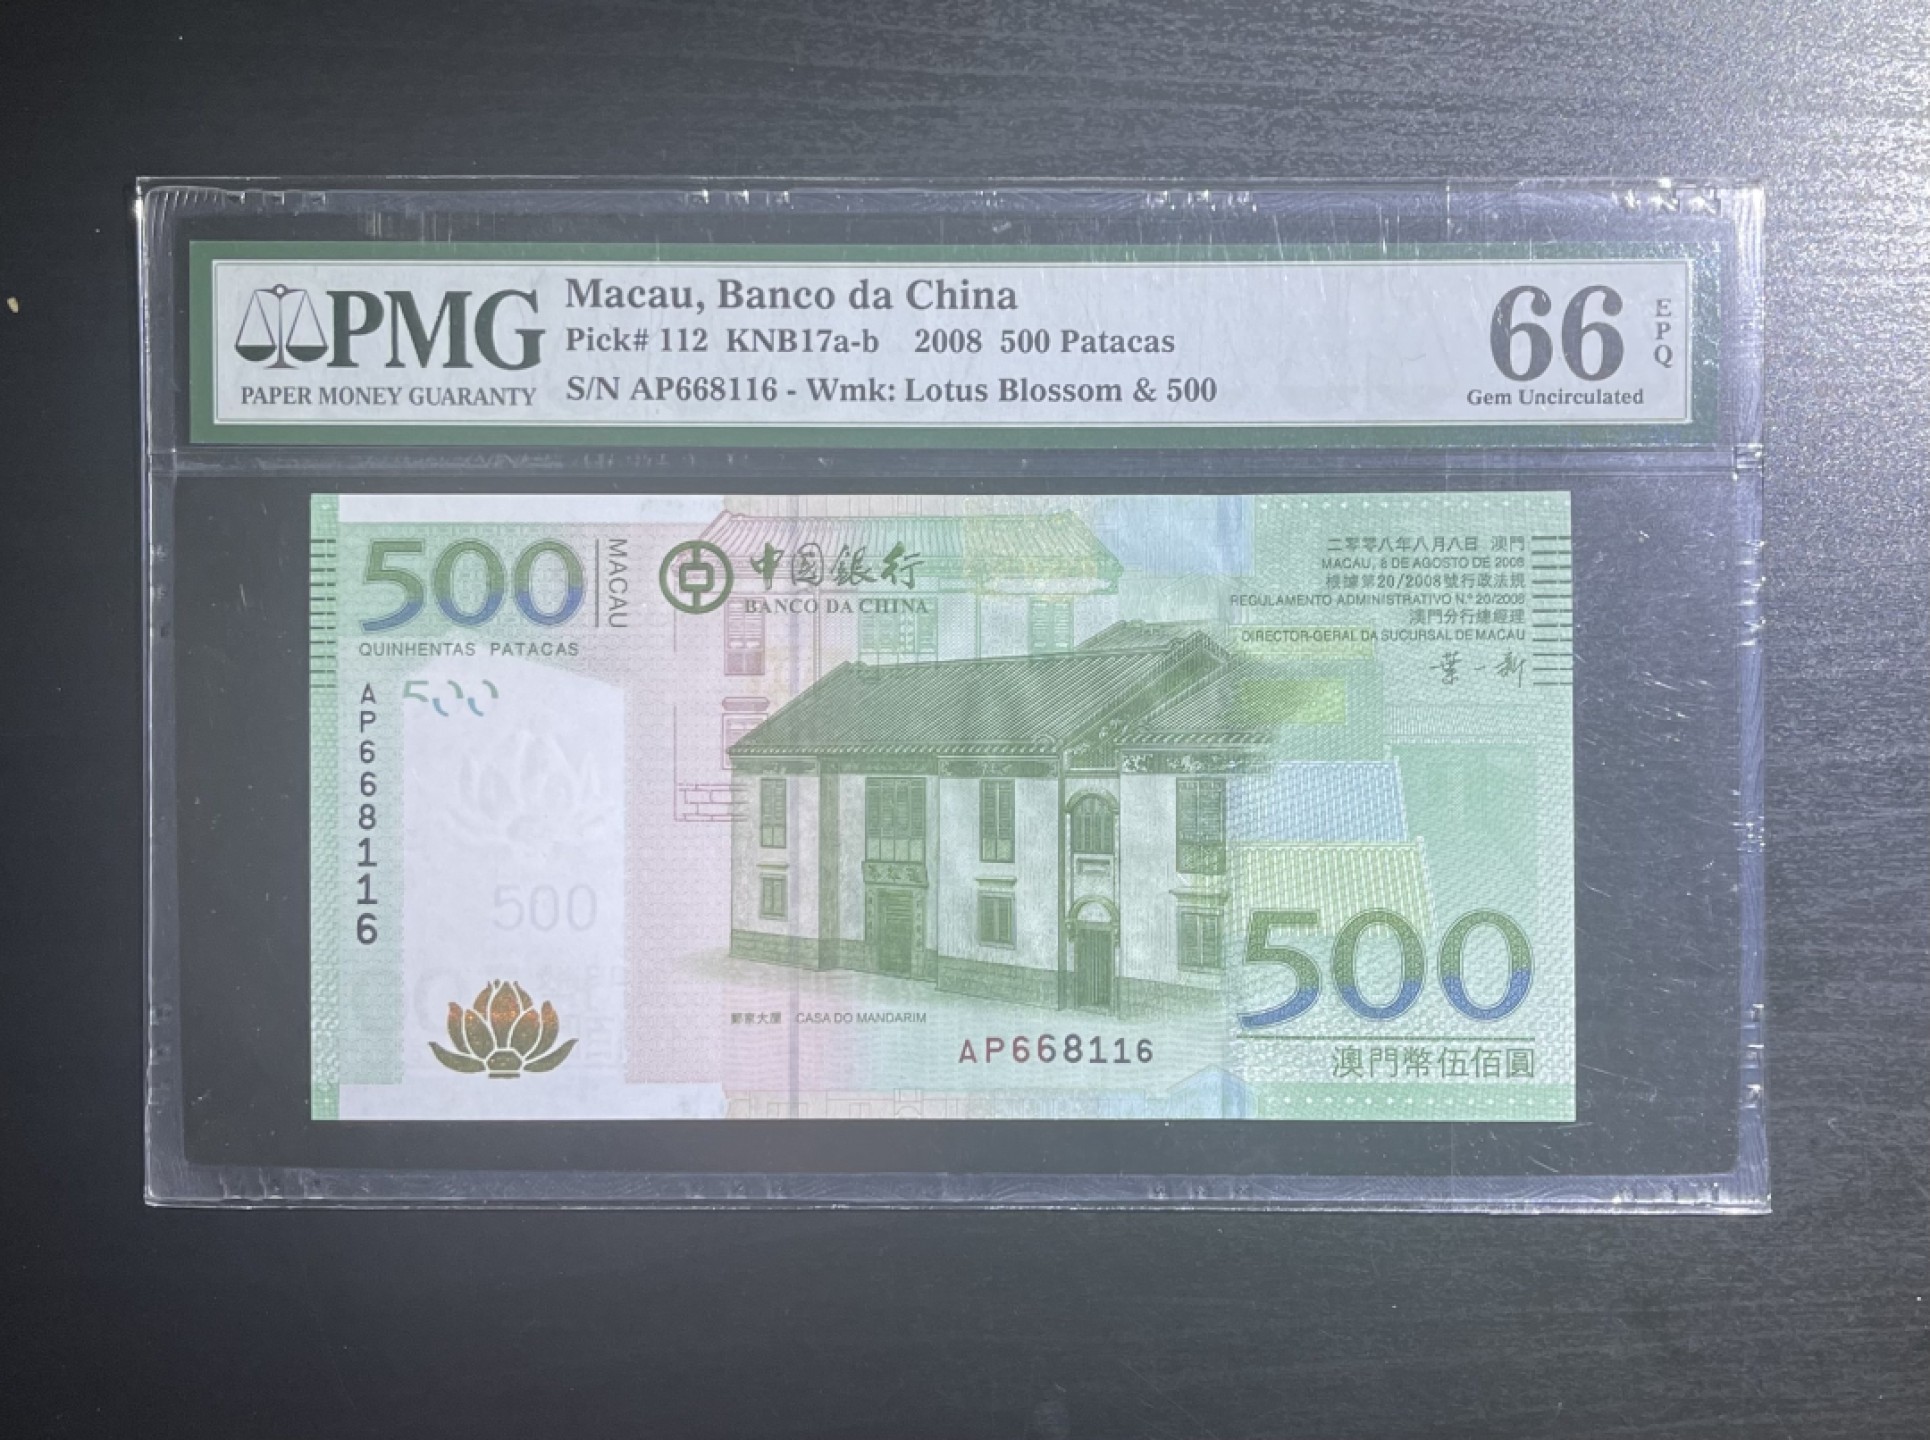 PMG
PAPER MONEY GUARANTY
Macau, Banco da China
Pick# 112 KNB17a-b 2008 500 Patacas
S/N AP668116 - Wmk: Lotus Blossom & 500
66
EPQ
Gem Uncirculated
500
MACAU
QUINHENTAS PATACAS
中国銀行
BANCO DA CHINA
二零零八年八月八日 澳門
MACAU, 8 DE AGOSTO DE 2008
根據第20/2008號行政法規
REGULAMENTO ADMINISTRATIVO N.º 20/2008
澳門分行總經理
DIRECTOR-GERAL DA SUCURSAL DE MACAU
葉一新
AP668116
500
500
鄭家大屋 CASA DO MANDARIM
AP668116
500
澳門幣伍佰圓